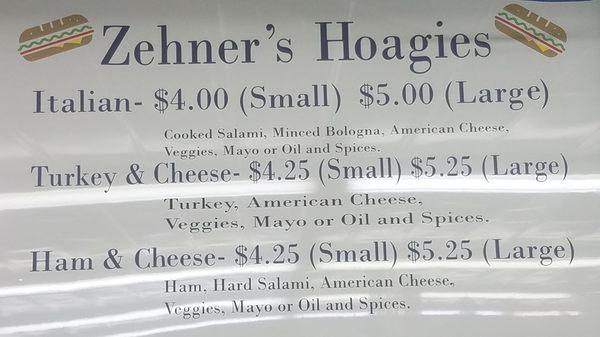 Zehner's Hoagies
Italian- $4.00 (Small) $5.00 (Large)
Cooked Salami, Minced Bologna, American Cheese,
Veggies, Mayo or Oil and Spices.
Turkey & Cheese- $4.25 (Small) $5.25 (Large)
Turkey, American Cheese,
Veggies, Mayo or Oil and Spices.
Ham & Cheese- $4.25 (Small) $5.25 (Large)
Ham, Hard Salami, American Cheese,
Veggies, Mayo or Oil and Spices.